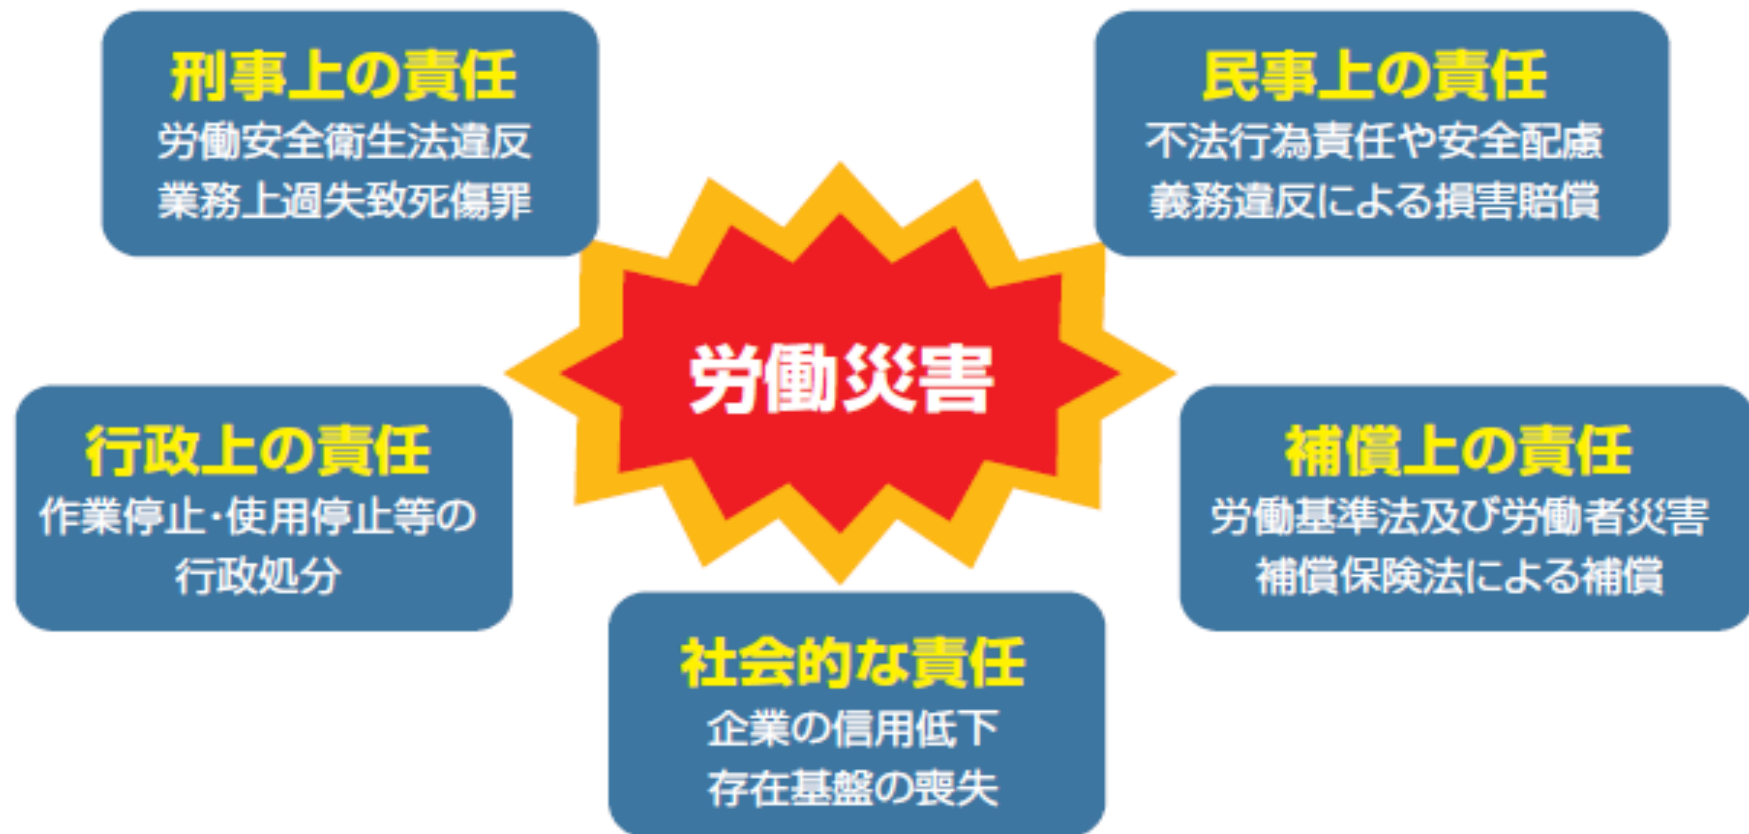 刑事上の責任
労働安全衛生法違反
業務上過失致死傷罪
民事上の責任
不法行為責任や安全配慮
義務違反による損害賠償
労働災害
行政上の責任
作業停止・使用停止等の
行政処分
補償上の責任
労働基準法及び労働者災害
補償保険法による補償
社会的な責任
企業の信用低下
存在基盤の喪失